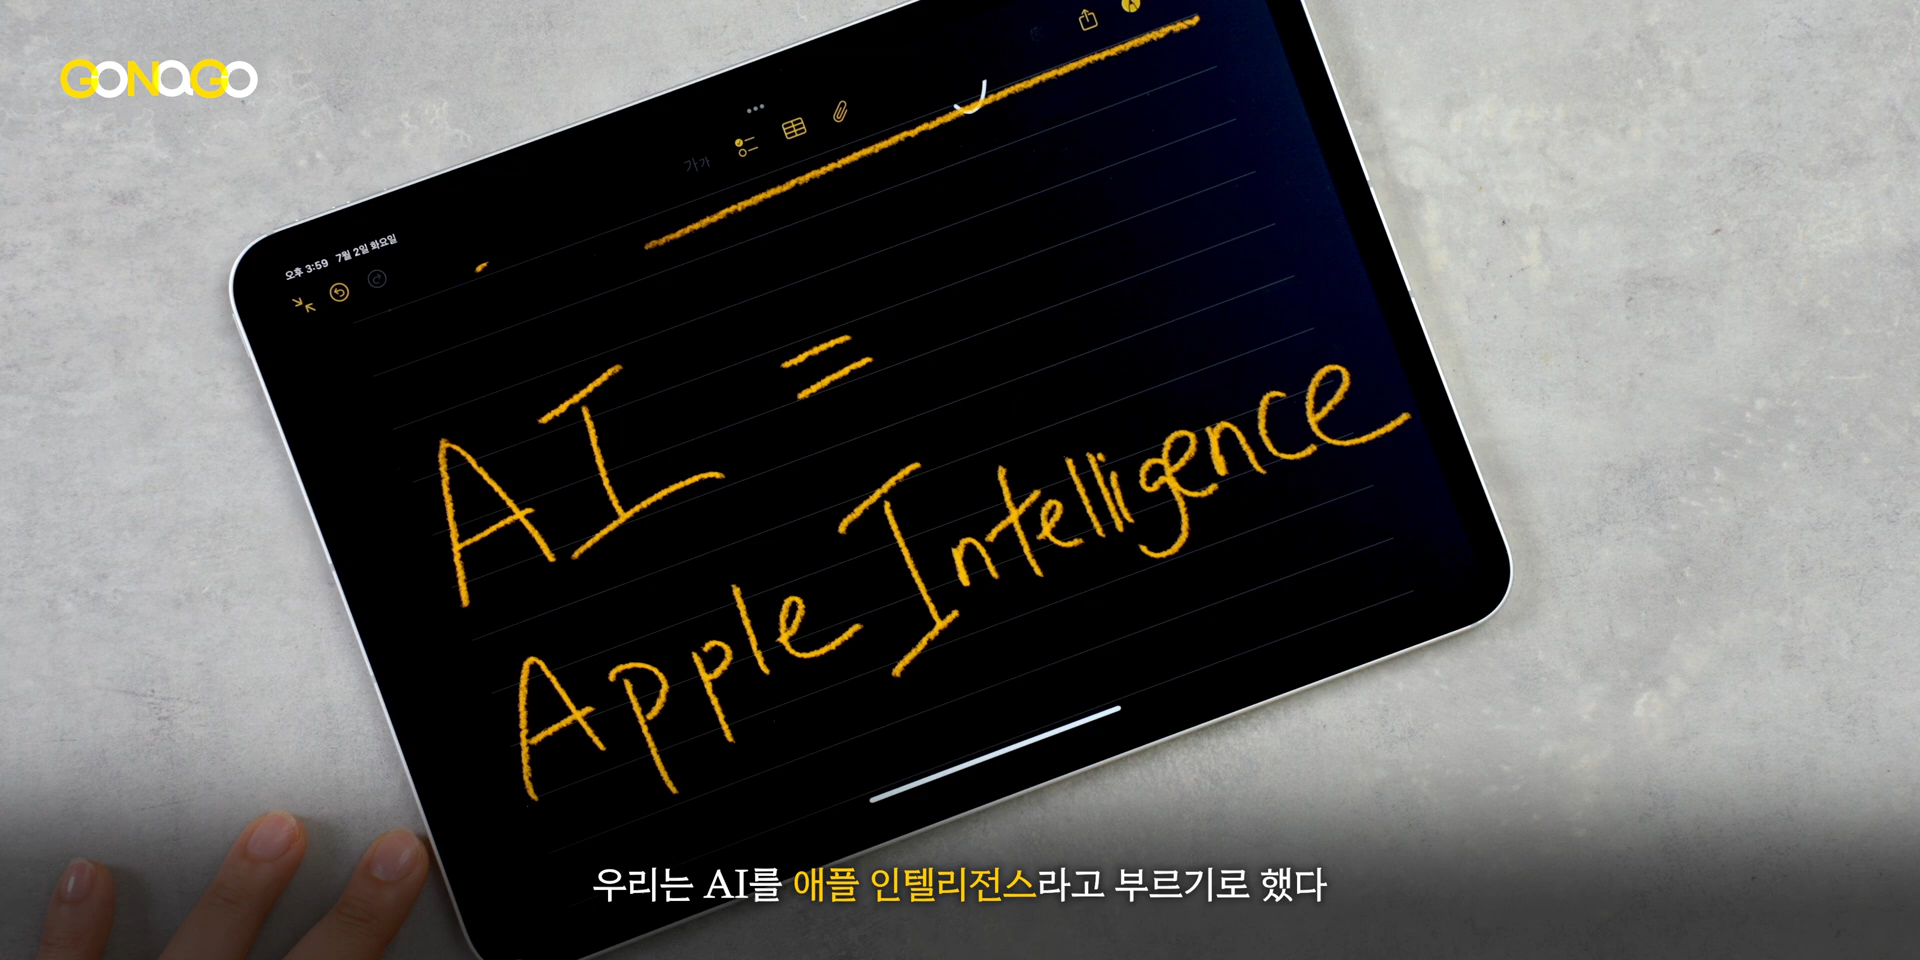 GONaGO
오후 3:59 7월 2일 화요일
가가
AI =
Apple Intelligence
우리는 AI를 애플 인텔리전스라고 부르기로 했다